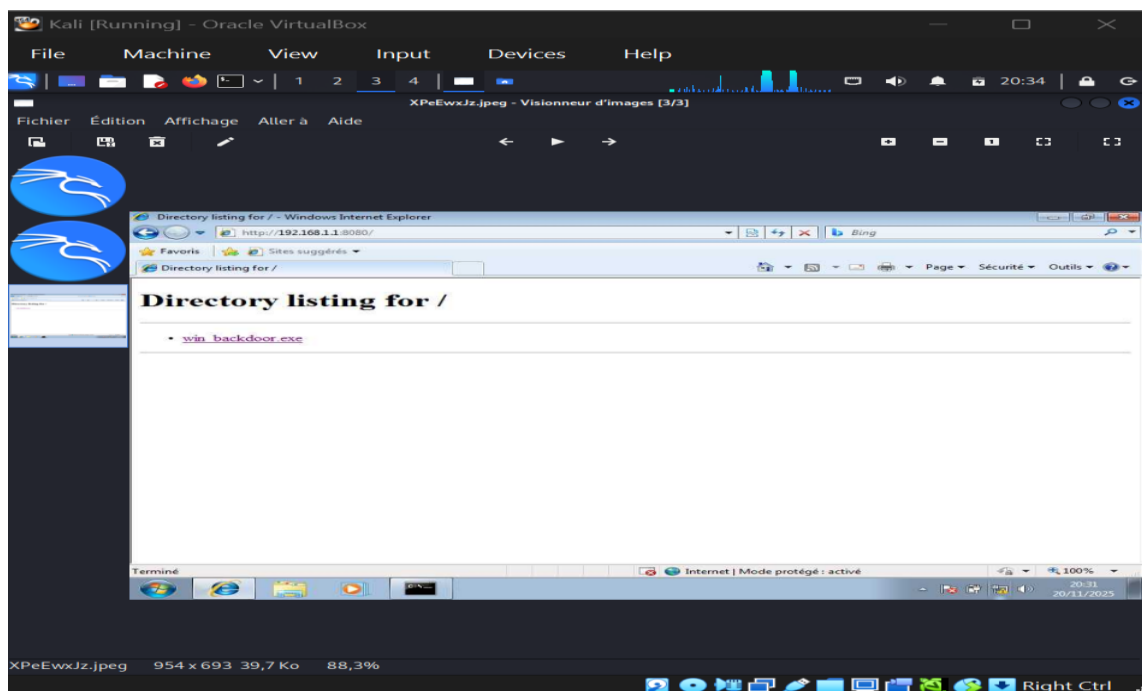 Kali [Running] - Oracle VirtualBox
File Machine View Input Devices Help
1 2 3 4 20:34
XPeEwxJz.jpeg - Visionneur d'images [3/3]
Fichier Édition Affichage Aller à Aide
Directory listing for / - Windows Internet Explorer
http://192.168.1.1:8080/ Bing
Favoris Sites suggérés
Directory listing for / Page Sécurité Outils
Directory listing for /
win_backdoor.exe
Terminé Internet | Mode protégé : activé 100%
20:31
20/11/2025
XPeEwxJz.jpeg 954 x 693 39,7 Ko 88,3%
Right Ctrl